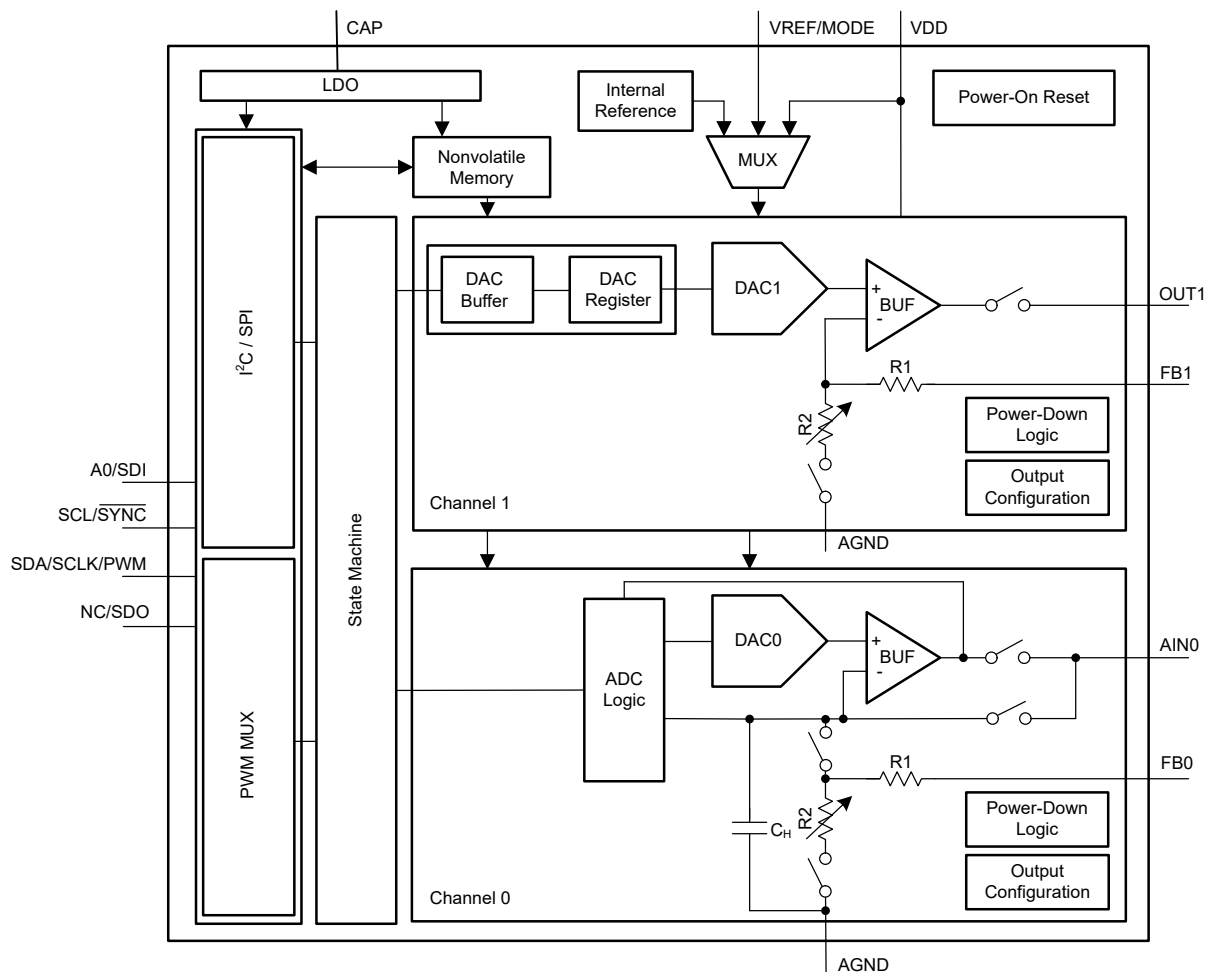 CAP
VREF/MODE
VDD
LDO
Internal
Reference
Power-On Reset
MUX
Nonvolatile
Memory
I²C / SPI
PWM MUX
State Machine
DAC
Buffer
DAC
Register
DAC1
+
BUF
-
OUT1
R1
FB1
R2
Power-Down
Logic
Output
Configuration
Channel 1
AGND
A0/SDI
SCL/SYNC
SDA/SCLK/PWM
NC/SDO
ADC
Logic
DAC0
+
BUF
-
AIN0
R1
FB0
R2
CH
Power-Down
Logic
Output
Configuration
Channel 0
AGND